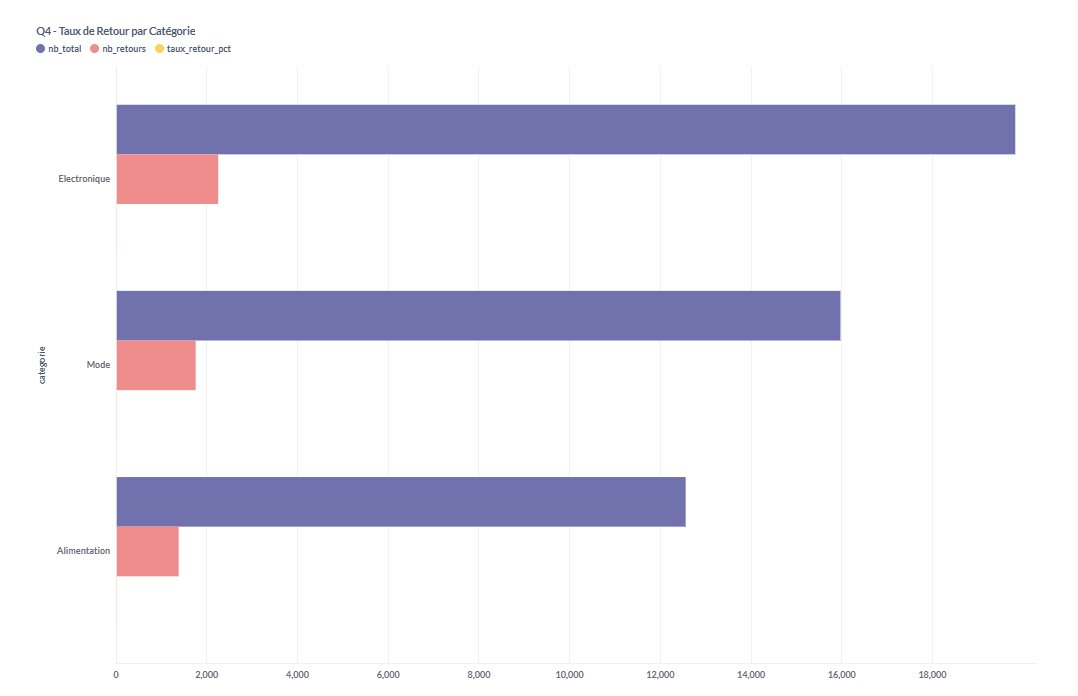 Q4 - Taux de Retour par Catégorie
nb_total nb_retours taux_retour_pct
Electronique
Mode
categorie
Alimentation
0 2,000 4,000 6,000 8,000 10,000 12,000 14,000 16,000 18,000